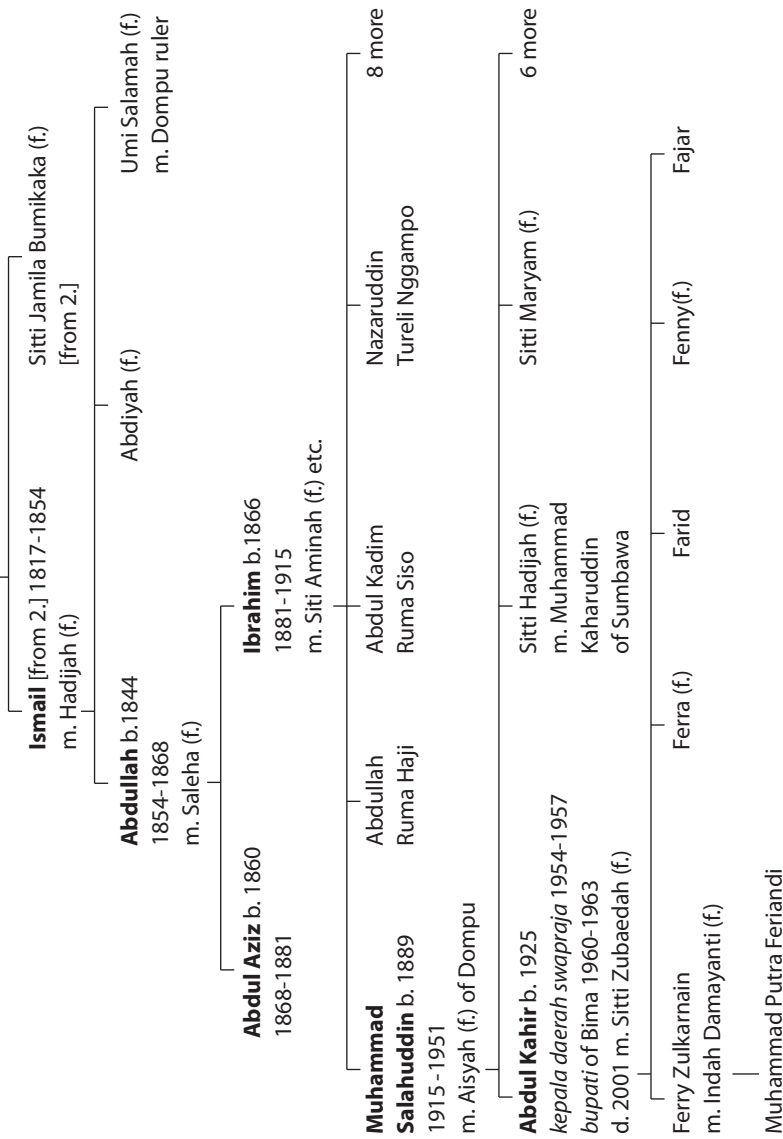 Ismail [from 2.] 1817-1854
m. Hadijah (f.)
Sitti Jamila Bumikaka (f.)
[from 2.]
Abdullah b.1844
1854-1868
m. Saleha (f.)
Abdiyah (f.)
Umi Salamah (f.)
m. Dompu ruler
Abdul Aziz b. 1860
1868-1881
Ibrahim b.1866
1881-1915
m. Siti Aminah (f.) etc.
Muhammad
Salahuddin b. 1889
1915 -1951
m. Aisyah (f.) of Dompu
Abdullah
Ruma Haji
Abdul Kadim
Ruma Siso
Nazaruddin
Tureli Nggampo
8 more
Abdul Kahir b. 1925
kepala daerah swapraja 1954-1957
bupati of Bima 1960-1963
d. 2001 m. Sitti Zubaedah (f.)
Sitti Hadijah (f.)
m. Muhammad
Kaharuddin
of Sumbawa
Sitti Maryam (f.)
6 more
Ferry Zulkarnain
m. Indah Damayanti (f.)
Ferra (f.)
Farid
Fenny(f.)
Fajar
Muhammad Putra Feriandi